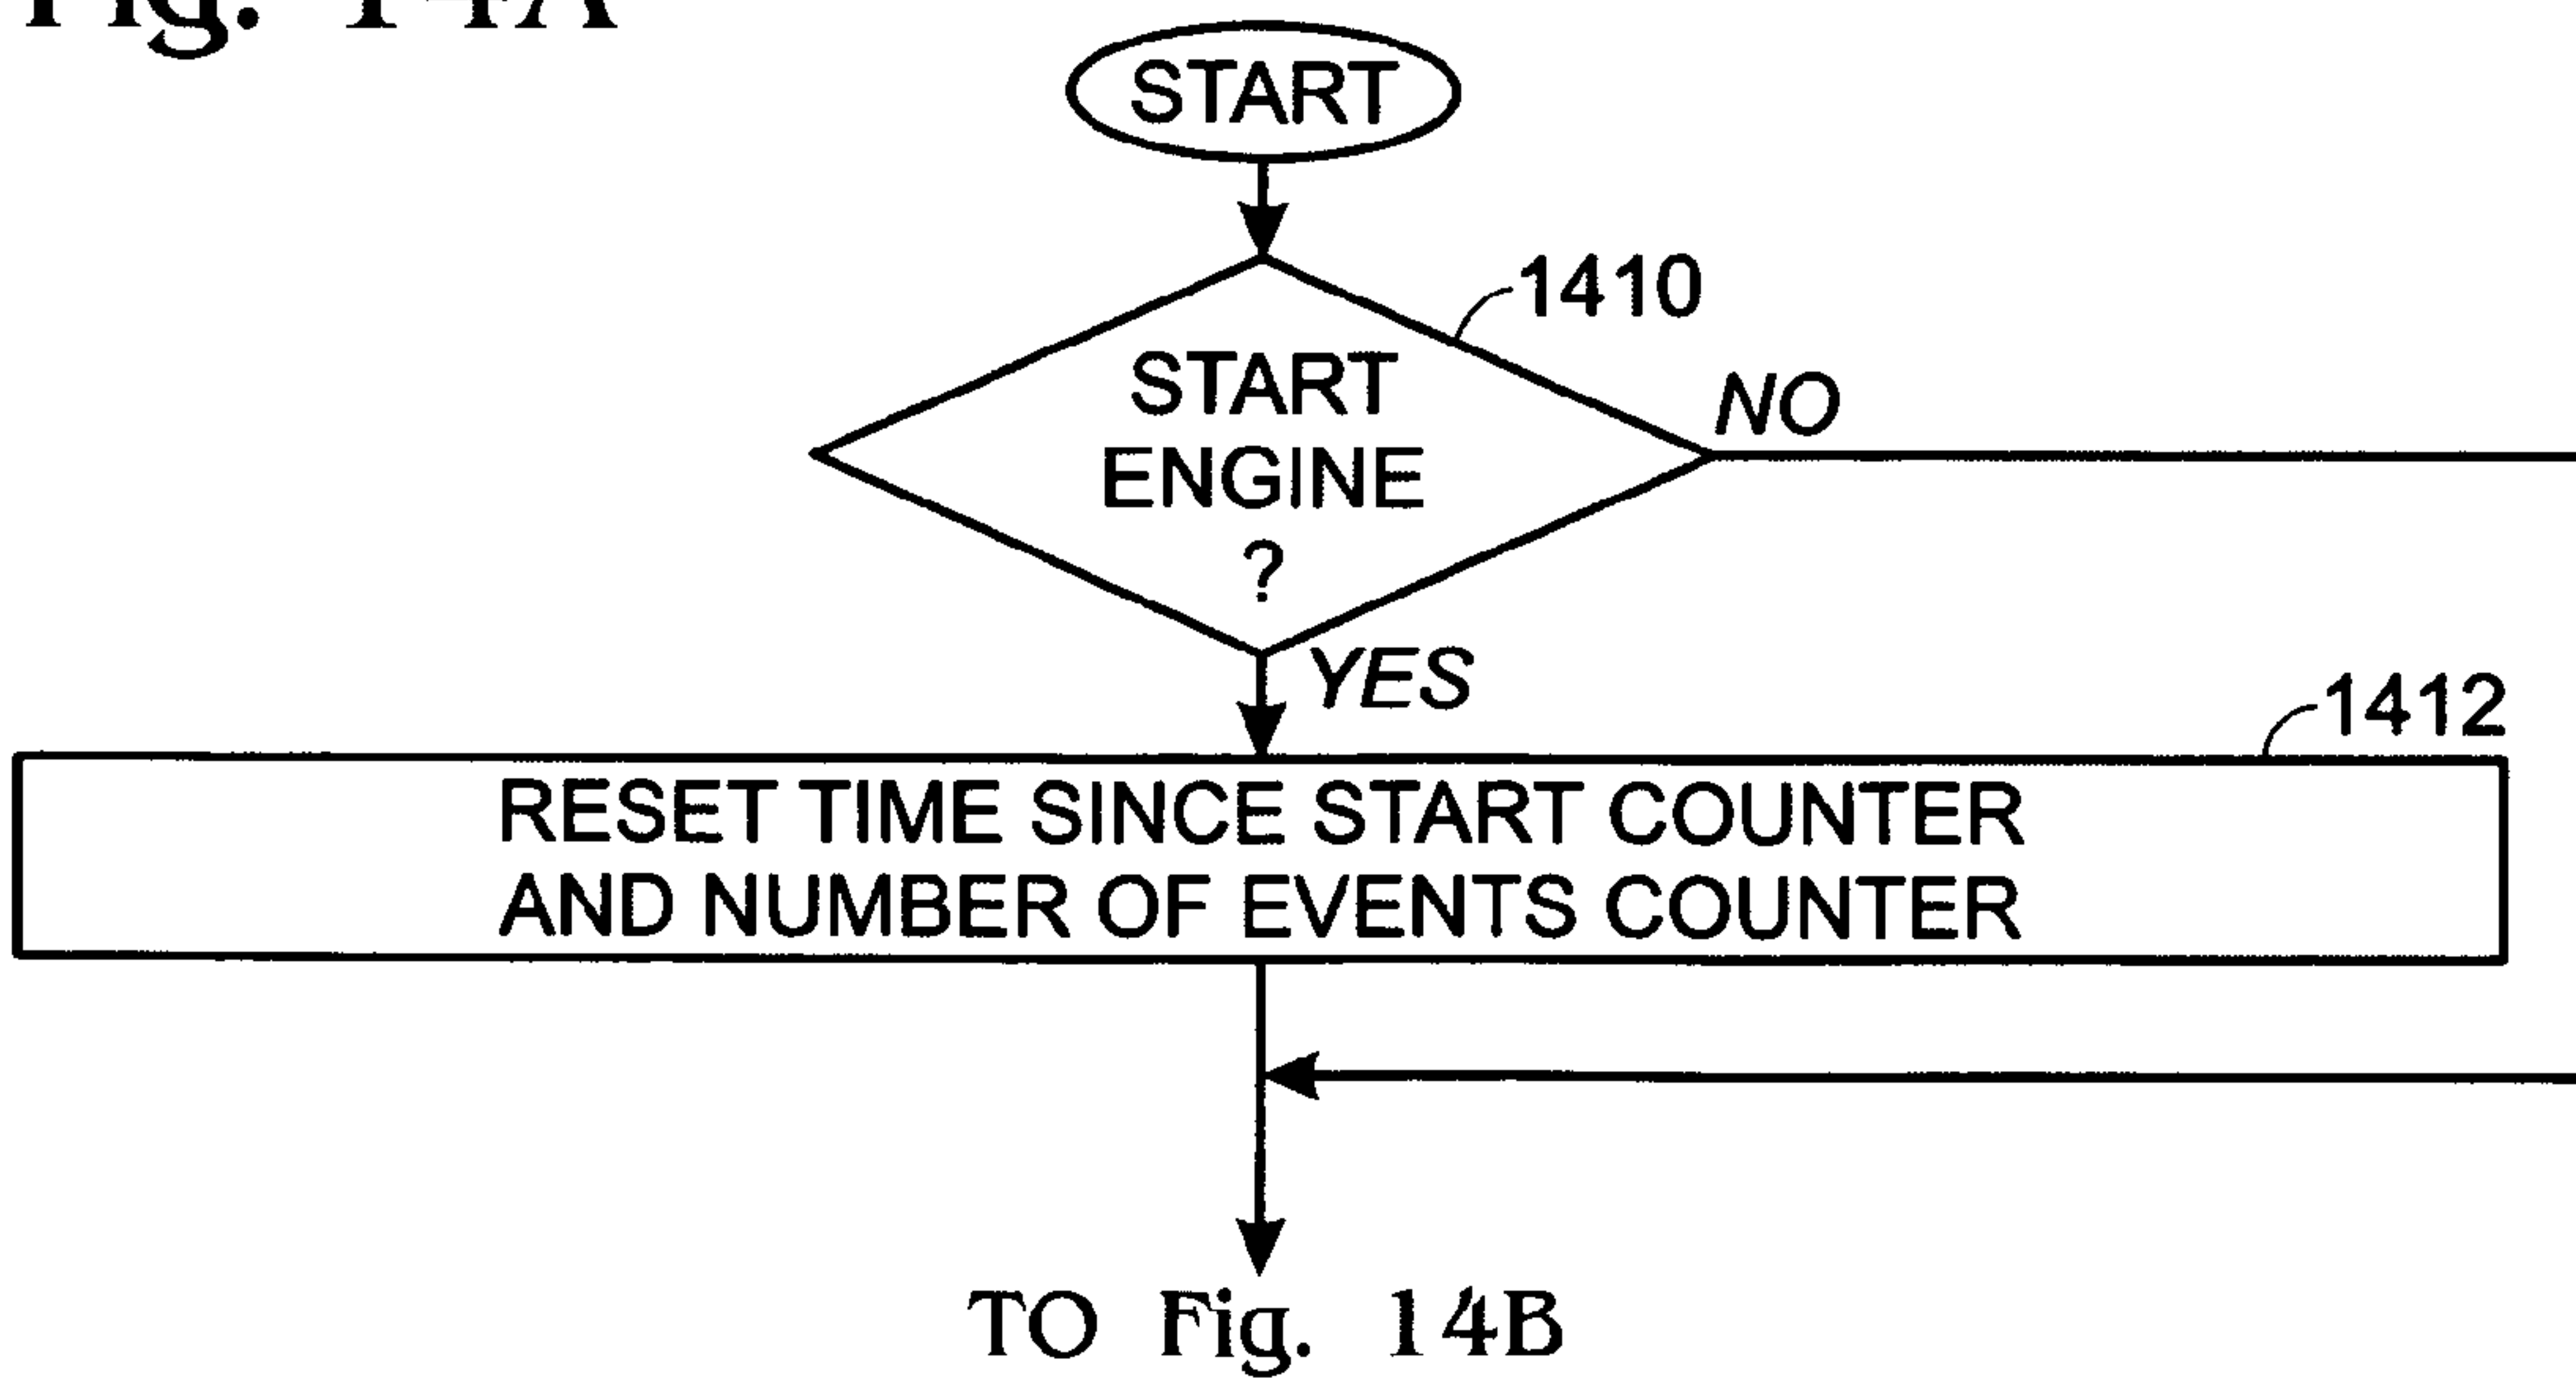 Fig. 14A
START
1410
START
ENGINE
?
NO
YES
1412
RESET TIME SINCE START COUNTER
AND NUMBER OF EVENTS COUNTER
TO Fig. 14B